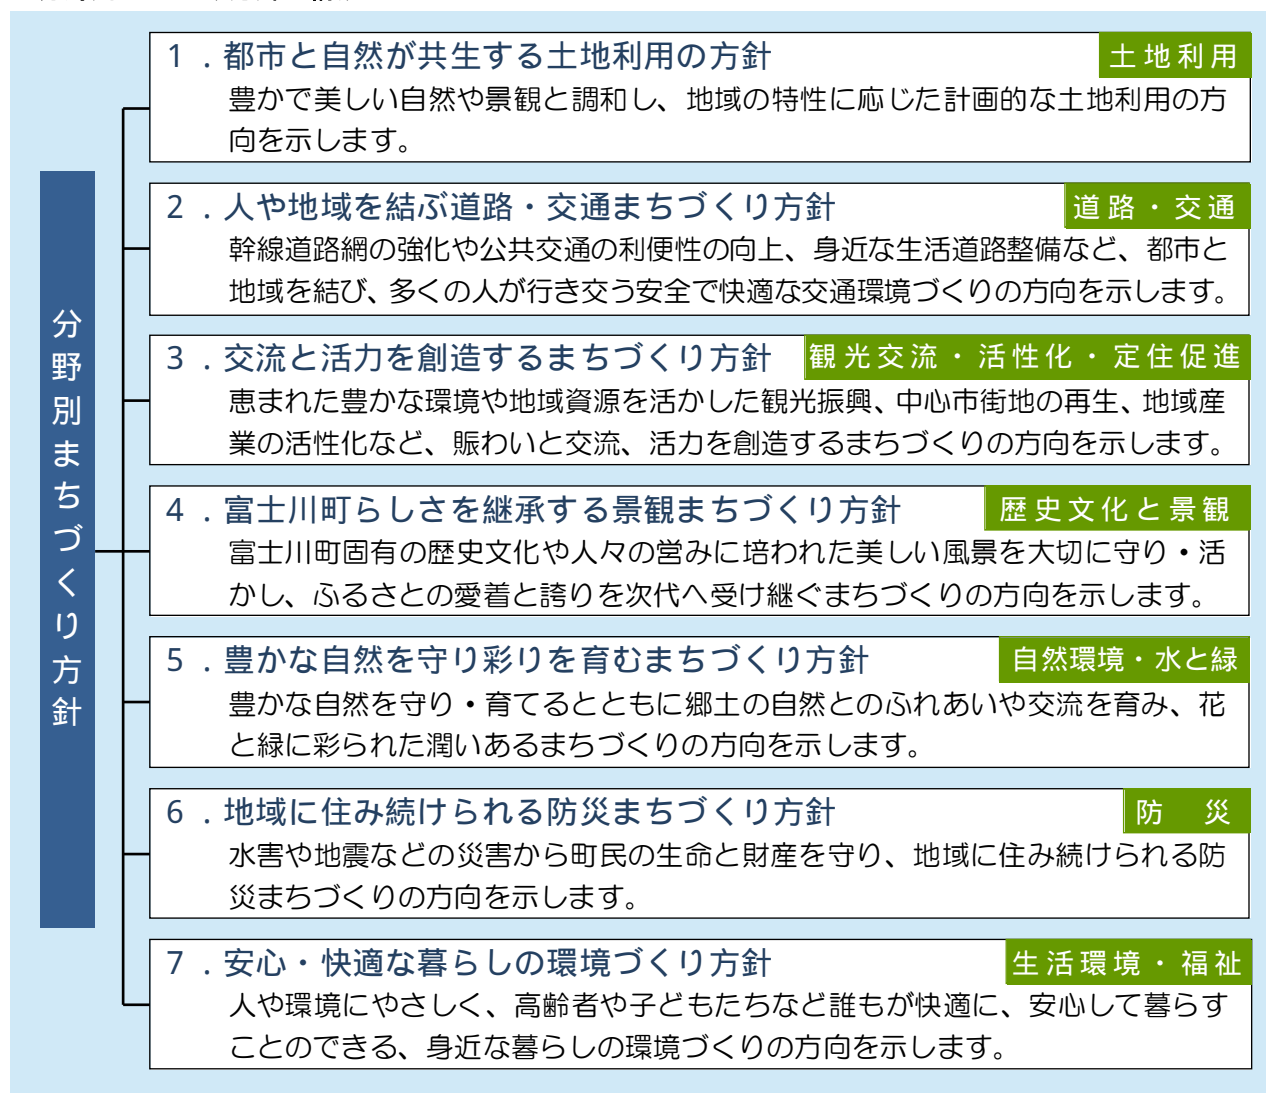 分野別まちづくり方針
1．都市と自然が共生する土地利用の方針
土地利用
豊かで美しい自然や景観と調和し、地域の特性に応じた計画的な土地利用の方
向を示します。
2．人や地域を結ぶ道路・交通まちづくり方針
道路・交通
幹線道路網の強化や公共交通の利便性の向上、身近な生活道路整備など、都市と
地域を結び、多くの人が行き交う安全で快適な交通環境づくりの方向を示します。
3．交流と活力を創造するまちづくり方針
観光交流・活性化・定住促進
恵まれた豊かな環境や地域資源を活かした観光振興、中心市街地の再生、地域産
業の活性化など、賑わいと交流、活力を創造するまちづくりの方向を示します。
4．富士川町らしさを継承する景観まちづくり方針
歴史文化と景観
富士川町固有の歴史文化や人々の営みに培われた美しい風景を大切に守り・活
かし、ふるさとの愛着と誇りを次代へ受け継ぐまちづくりの方向を示します。
5．豊かな自然を守り彩りを育むまちづくり方針
自然環境・水と緑
豊かな自然を守り・育てるとともに郷土の自然とのふれあいや交流を育み、花
と緑に彩られた潤いあるまちづくりの方向を示します。
6．地域に住み続けられる防災まちづくり方針
防　災
水害や地震などの災害から町民の生命と財産を守り、地域に住み続けられる防
災まちづくりの方向を示します。
7．安心・快適な暮らしの環境づくり方針
生活環境・福祉
人や環境にやさしく、高齢者や子どもたちなど誰もが快適に、安心して暮らす
ことのできる、身近な暮らしの環境づくりの方向を示します。